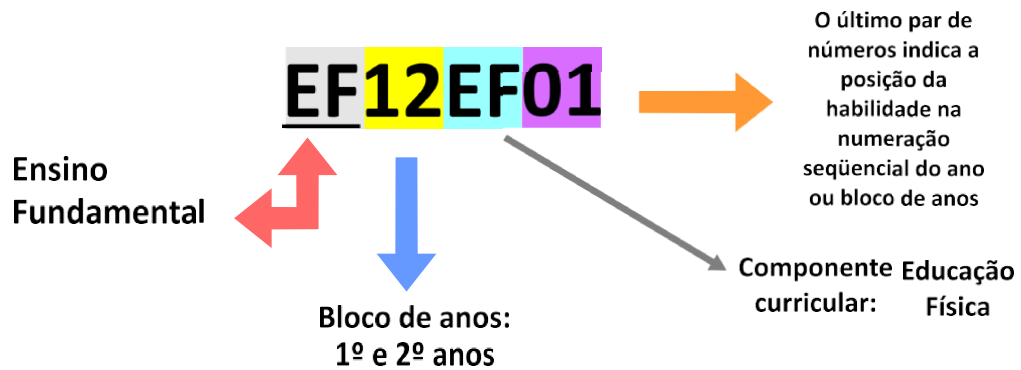 EF12EF01
O último par de
números indica a
posição da
habilidade na
numeração
seqüencial do ano
ou bloco de anos
Ensino
Fundamental
Bloco de anos:
1º e 2º anos
Componente
curricular:
Educação
Física